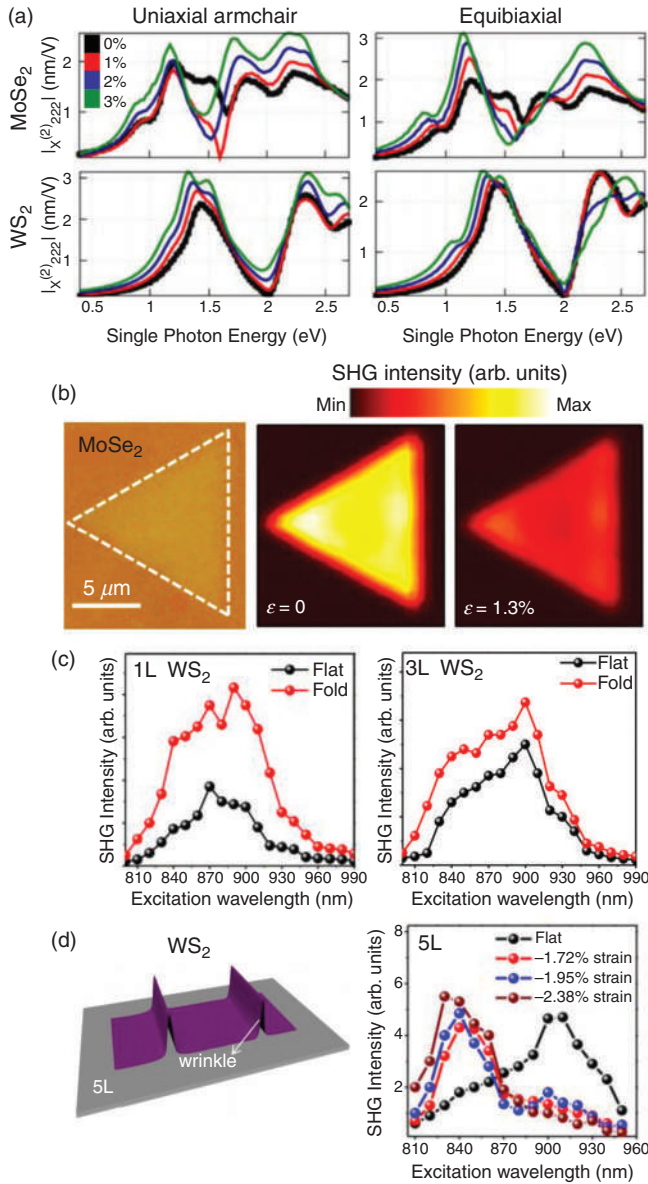 (a)
Uniaxial armchair
Equibiaxial
MoSe₂
|χ⁽²⁾₂₂₂| (nm/V)
2
1
0%
1%
2%
3%
3
2
1
WS₂
|χ⁽²⁾₂₂₂| (nm/V)
3
2
1
2
1
0.5 1 1.5 2 2.5
0.5 1 1.5 2 2.5
Single Photon Energy (eV)
Single Photon Energy (eV)
(b)
SHG intensity (arb. units)
Min
Max
MoSe₂
5 μm
ε = 0
ε = 1.3%
(c)
SHG Intensity (arb. units)
1L WS₂
Flat
Fold
810 840 870 900 930 960 990
Excitation wavelength (nm)
SHG Intensity (arb. units)
3L WS₂
Flat
Fold
810 840 870 900 930 960 990
Excitation wavelength (nm)
(d)
WS₂
wrinkle
5L
SHG Intensity (arb. units)
8
6
4
2
5L
Flat
−1.72% strain
−1.95% strain
−2.38% strain
810 840 870 900 930 960
Excitation wavelength (nm)